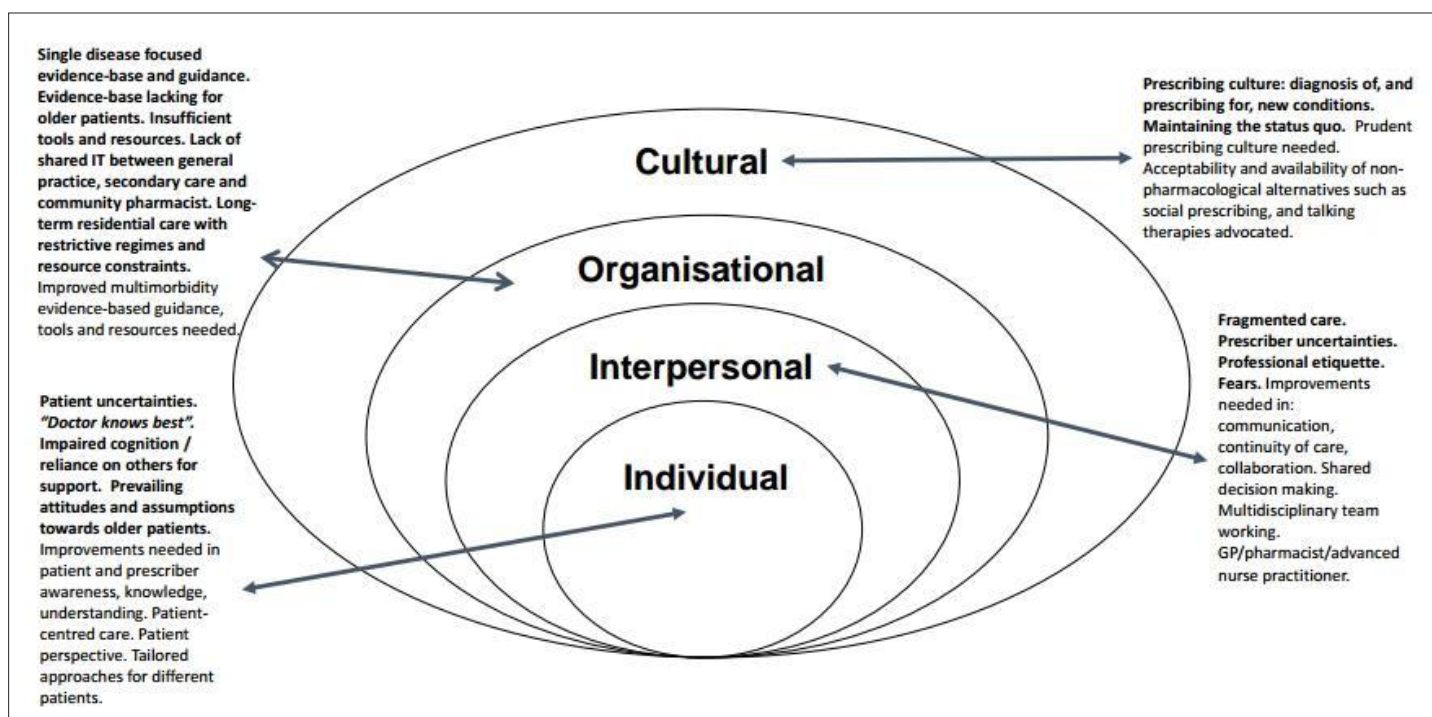 Single disease focused
evidence-base and guidance.
Evidence-base lacking for
older patients. Insufficient
tools and resources. Lack of
shared IT between general
practice, secondary care and
community pharmacist. Long-
term residential care with
restrictive regimes and
resource constraints.
Improved multimorbidity
evidence-based guidance,
tools and resources needed.
Patient uncertainties.
“Doctor knows best”.
Impaired cognition /
reliance on others for
support. Prevailing
attitudes and assumptions
towards older patients.
Improvements needed in
patient and prescriber
awareness, knowledge,
understanding. Patient-
centred care. Patient
perspective. Tailored
approaches for different
patients.
Cultural
Organisational
Interpersonal
Individual
Prescribing culture: diagnosis of, and
prescribing for, new conditions.
Maintaining the status quo. Prudent
prescribing culture needed.
Acceptability and availability of non-
pharmacological alternatives such as
social prescribing, and talking
therapies advocated.
Fragmented care.
Prescriber uncertainties.
Professional etiquette.
Fears. Improvements
needed in:
communication,
continuity of care,
collaboration. Shared
decision making.
Multidisciplinary team
working.
GP/pharmacist/advanced
nurse practitioner.